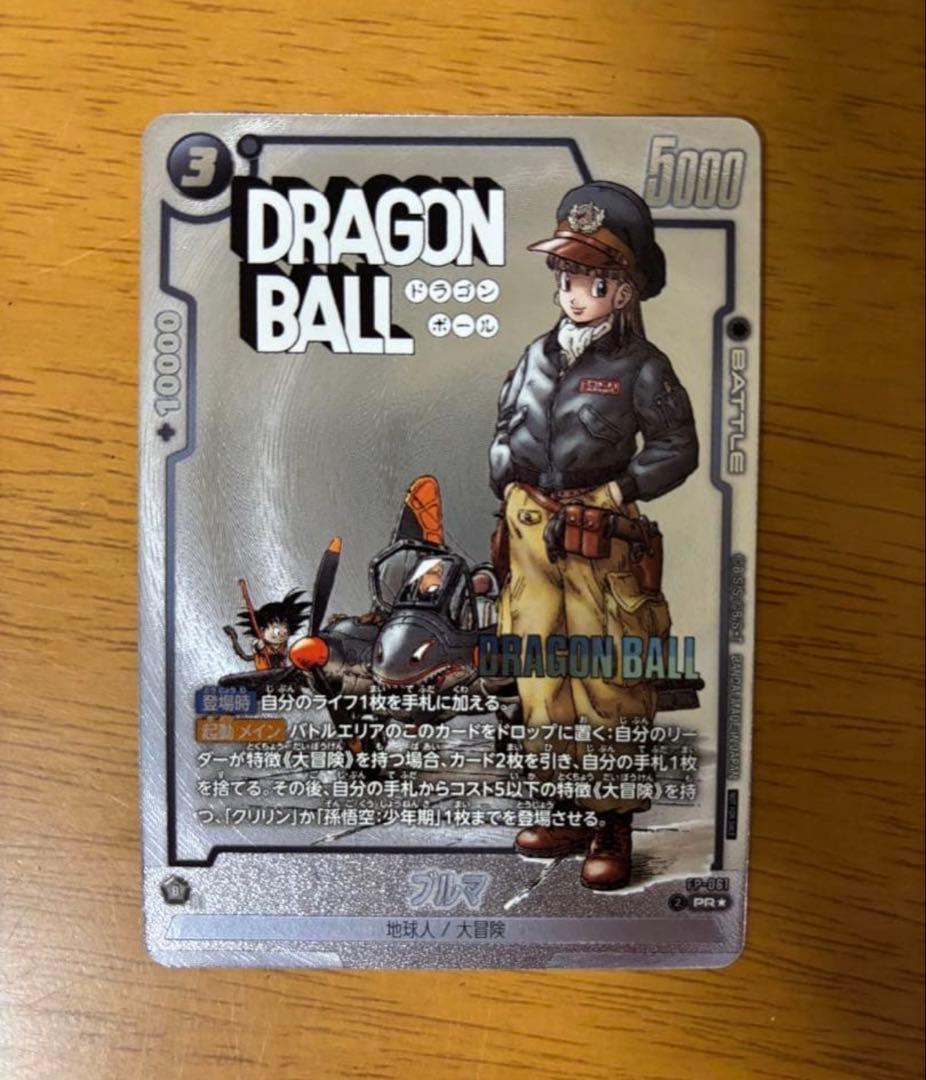 3
5000
DRAGON
BALL
ドラゴン
ボール
+10000
BATTLE
DRAGON BALL
登場時 自分のライフ1枚を手札に加える。
起動メイン バトルエリアのこのカードをドロップに置く:自分のリー
ダーが特徴《大冒険》を持つ場合、カード2枚を引き、自分の手札1枚
を捨てる。その後、自分の手札からコスト5以下の特徴《大冒険》を持
つ、「クリリン」か「孫悟空:少年期」1枚までを登場させる。
ブルマ
FP-061
2 PR★
地球人 / 大冒険